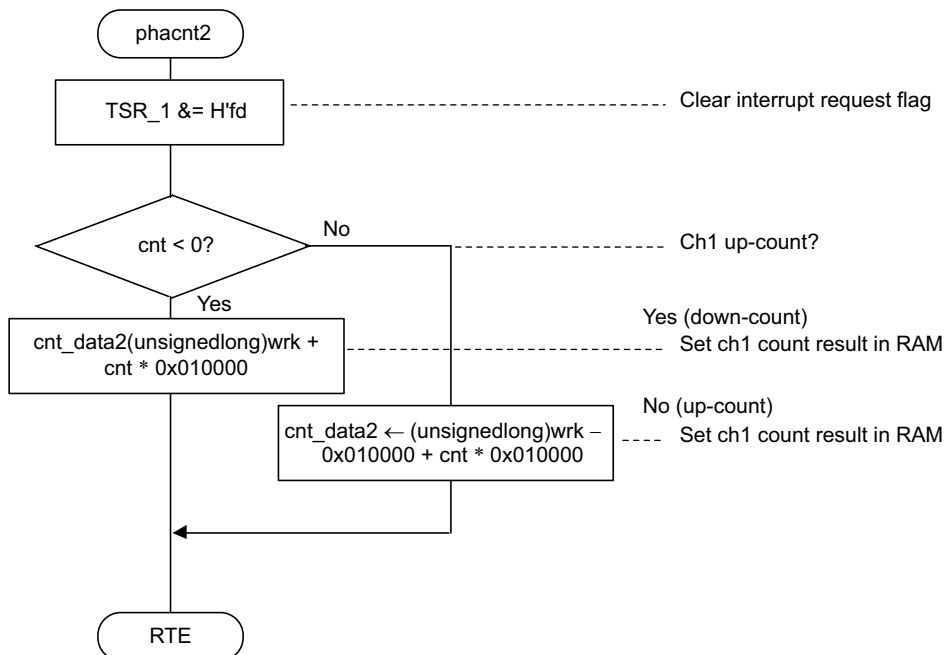 phacnt2
TSR_1 &= H'fd
Clear interrupt request flag
cnt < 0?
No
Ch1 up-count?
Yes
cnt_data2(unsignedlong)wrk +
cnt * 0x010000
Yes (down-count)
Set ch1 count result in RAM
No (up-count)
cnt_data2 ← (unsignedlong)wrk –
0x010000 + cnt * 0x010000
Set ch1 count result in RAM
RTE